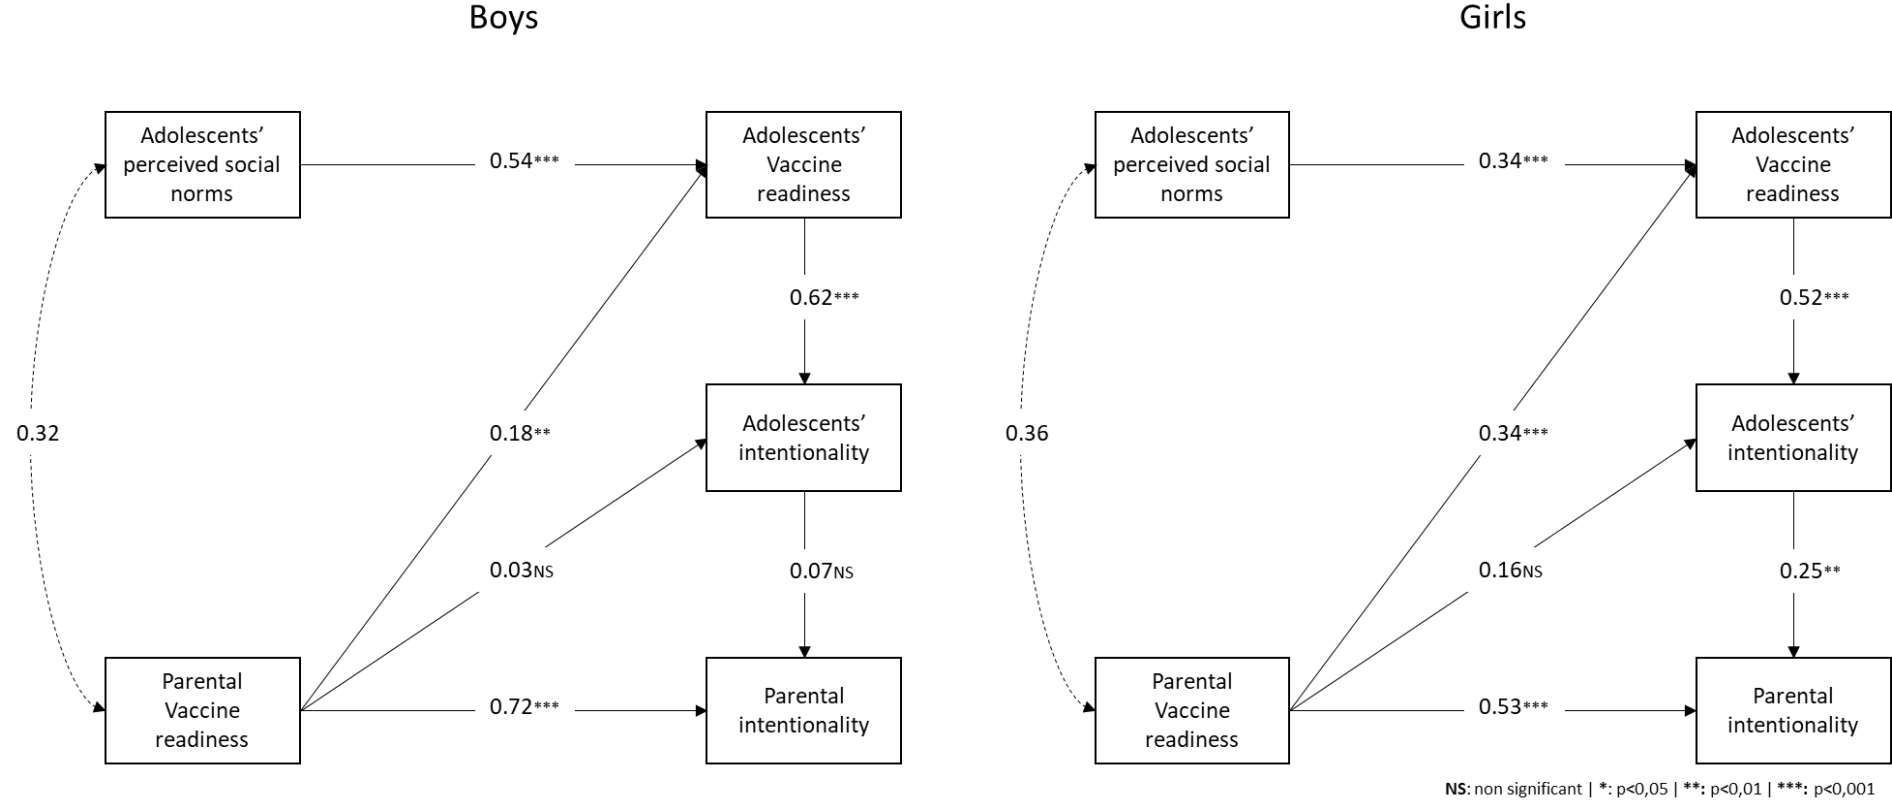 Boys
Adolescents’
perceived social
norms
0.54***
Adolescents’
Vaccine
readiness
0.62***
0.32
0.18**
Adolescents’
intentionality
0.03NS
0.07NS
Parental
Vaccine
readiness
0.72***
Parental
intentionality
Girls
Adolescents’
perceived social
norms
0.34***
Adolescents’
Vaccine
readiness
0.52***
0.36
0.34***
Adolescents’
intentionality
0.16NS
0.25**
Parental
Vaccine
readiness
0.53***
Parental
intentionality
NS: non significant | *: p<0,05 | **: p<0,01 | ***: p<0,001